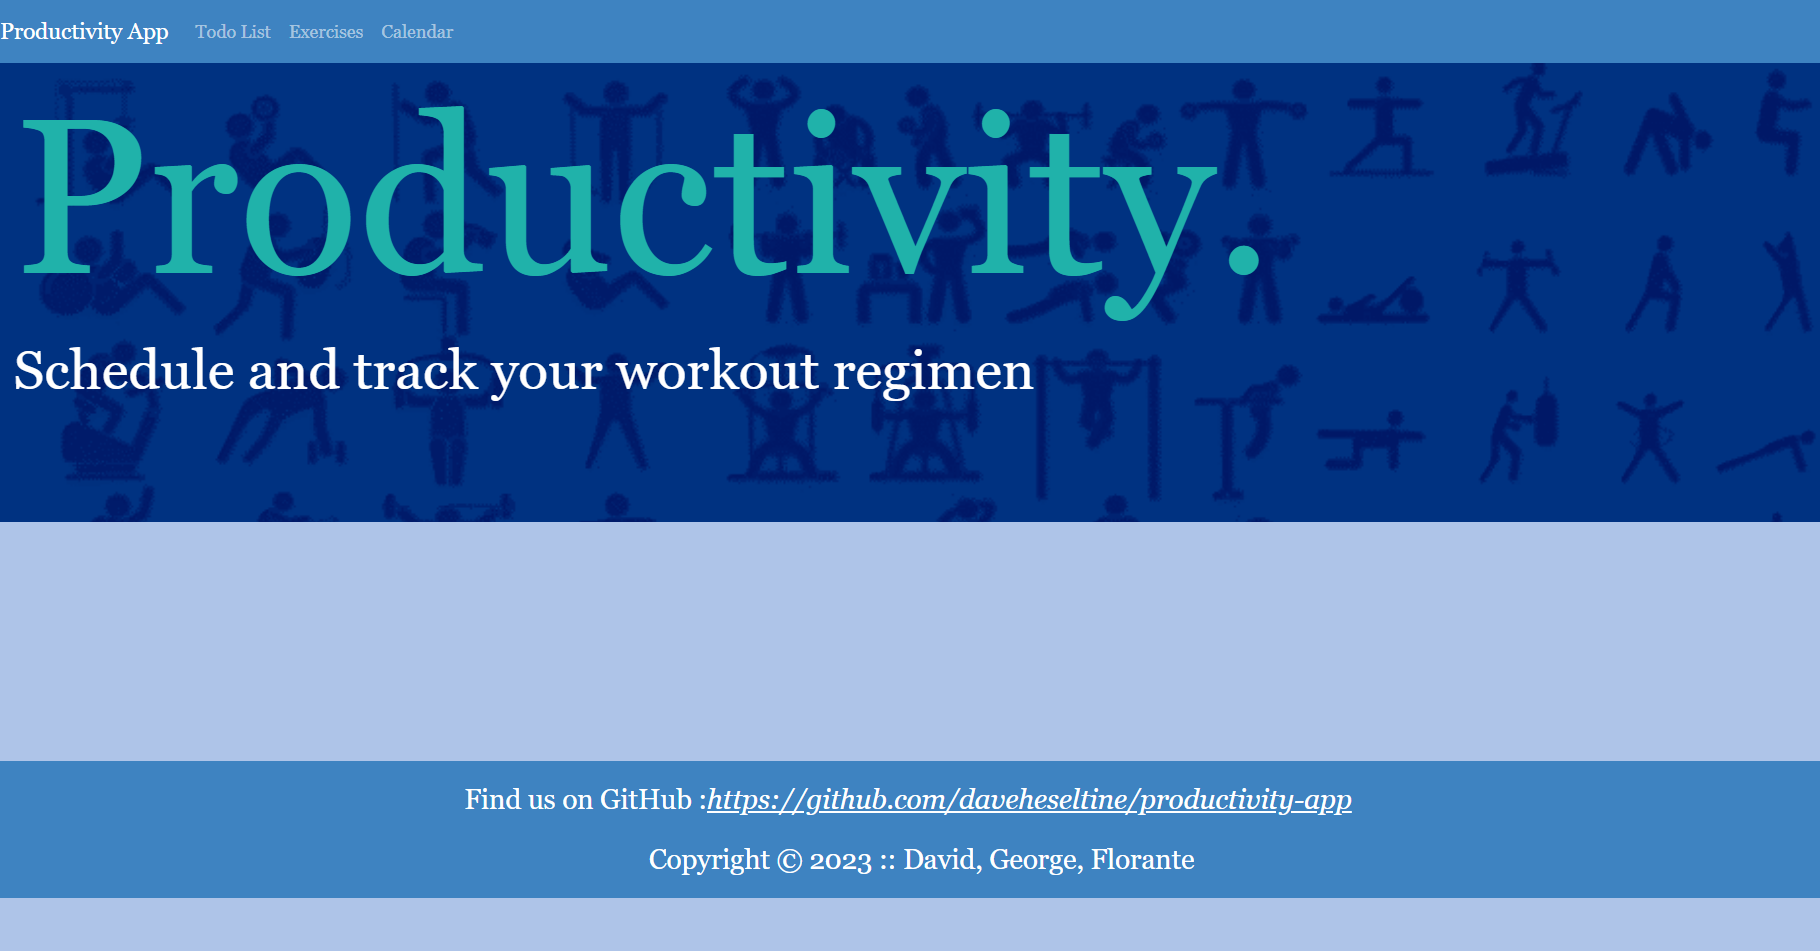 Productivity App Todo List Exercises Calendar
Productivity.
Schedule and track your workout regimen
Find us on GitHub :https://github.com/daveheseltine/productivity-app
Copyright © 2023 :: David, George, Florante